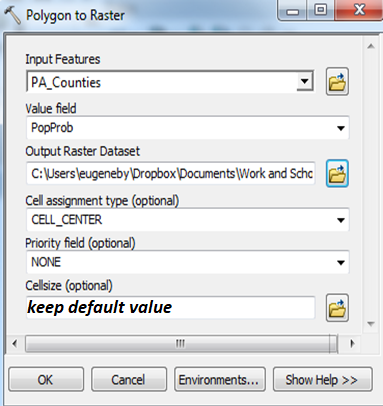 Polygon to Raster
Input Features
PA_Counties
Value field
PopProb
Output Raster Dataset
C:\Users\eugeneby\Dropbox\Documents\Work and Scho
Cell assignment type (optional)
CELL_CENTER
Priority field (optional)
NONE
Cellsize (optional)
keep default value
OK Cancel Environments... Show Help >>